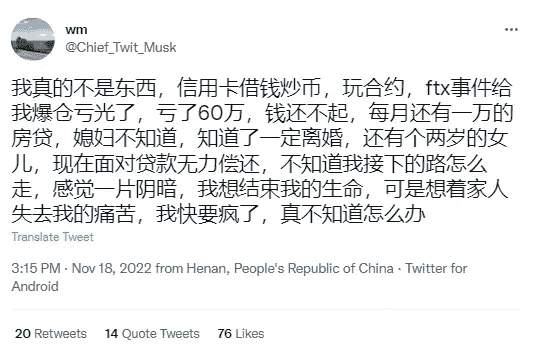 wm
@Chief_Twit_Musk
我真的不是东西，信用卡借钱炒币，玩合约，ftx事件给
我爆仓亏光了，亏了60万，钱还不起，每月还有一万的
房贷，媳妇不知道，知道了一定离婚，还有个两岁的女
儿，现在面对贷款无力偿还，不知道我接下的路怎么
走，感觉一片阴暗，我想结束我的生命，可是想着家人
失去我的痛苦，我快要疯了，真不知道怎么办
Translate Tweet
3:15 PM · Nov 18, 2022 from Henan, People's Republic of China · Twitter for
Android
20 Retweets 14 Quote Tweets 76 Likes